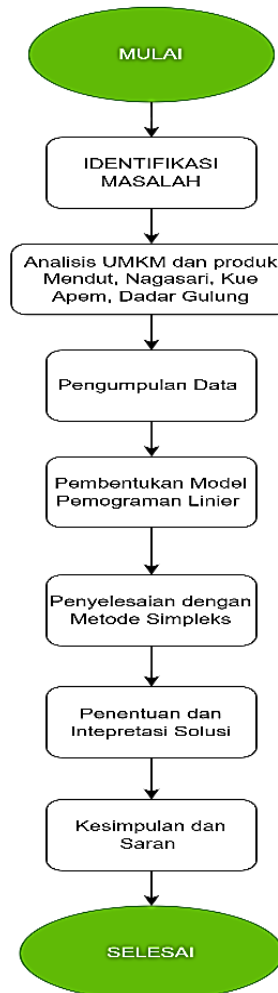 MULAI
IDENTIFIKASI
MASALAH
Analisis UMKM dan produk
Mendut, Nagasari, Kue
Apem, Dadar Gulung
Pengumpulan Data
Pembentukan Model
Pemograman Linier
Penyelesaian dengan
Metode Simpleks
Penentuan dan
Intepretasi Solusi
Kesimpulan dan
Saran
SELESAI